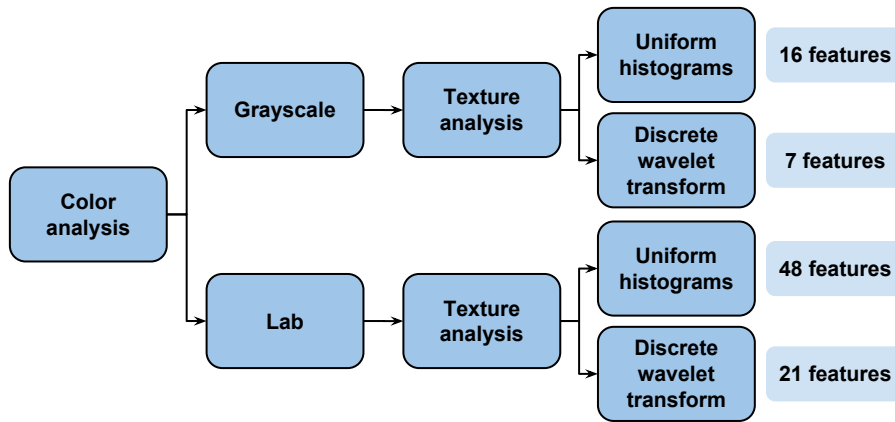 Color
analysis
Grayscale
Texture
analysis
Uniform
histograms
16 features
Discrete
wavelet
transform
7 features
Lab
Texture
analysis
Uniform
histograms
48 features
Discrete
wavelet
transform
21 features